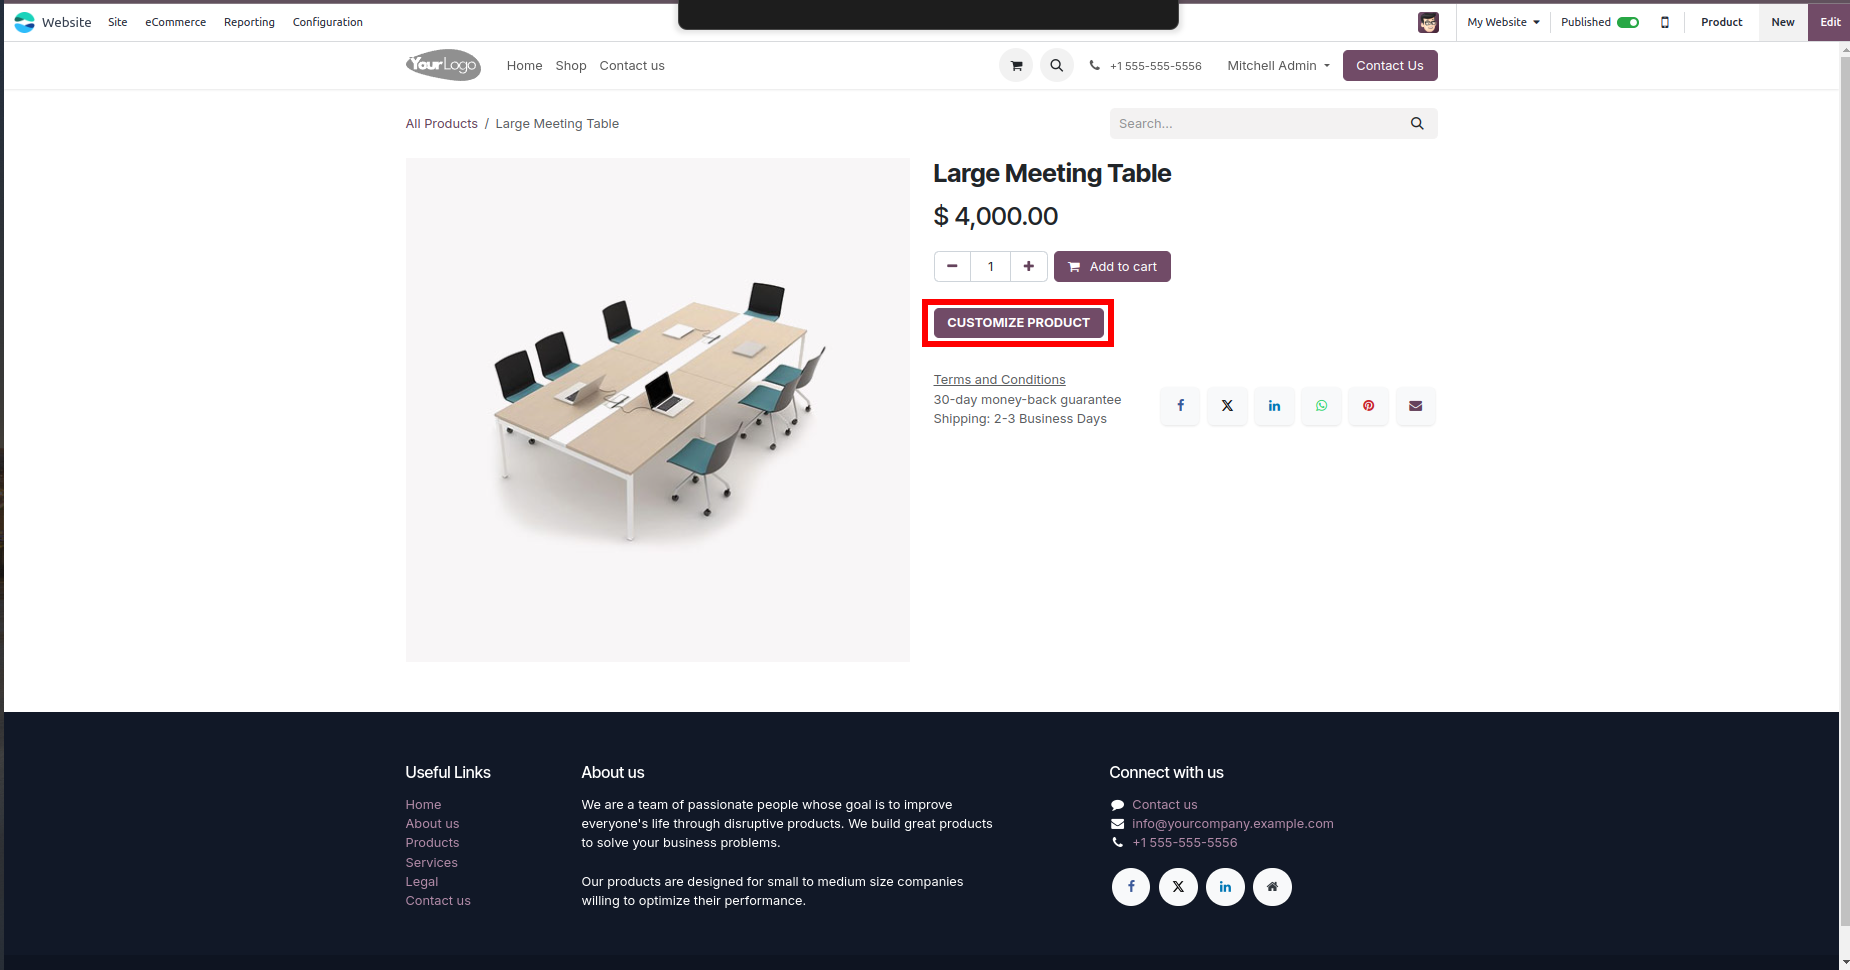 Website Site eCommerce Reporting Configuration My Website Published Product New Edit
YourLogo Home Shop Contact us +1 555-555-5556 Mitchell Admin Contact Us
All Products / Large Meeting Table Search...
Large Meeting Table
$ 4,000.00
1 Add to cart
CUSTOMIZE PRODUCT
Terms and Conditions
30-day money-back guarantee
Shipping: 2-3 Business Days
Useful Links
Home
About us
Products
Services
Legal
Contact us
About us
We are a team of passionate people whose goal is to improve
everyone's life through disruptive products. We build great products
to solve your business problems.
Our products are designed for small to medium size companies
willing to optimize their performance.
Connect with us
Contact us
info@yourcompany.example.com
+1 555-555-5556